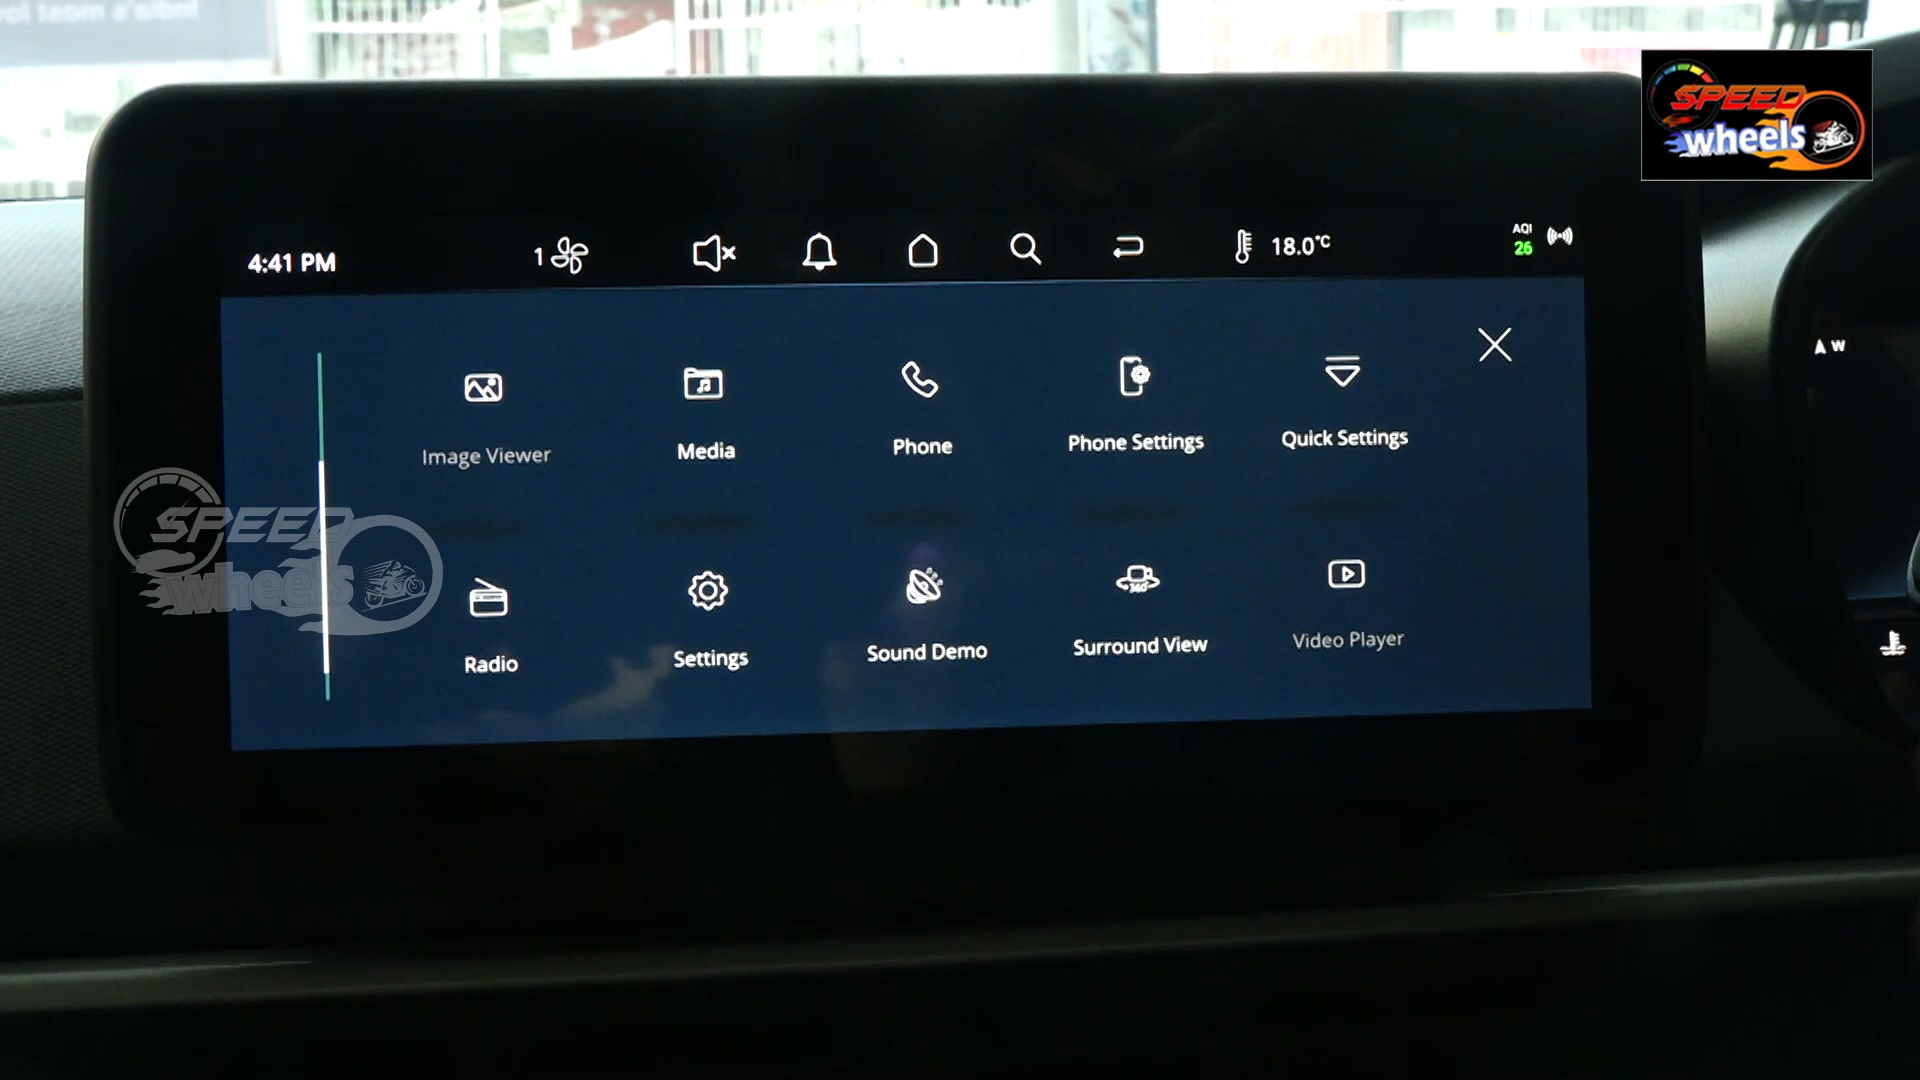 SPEED
wheels
4:41 PM
1
18.0°C
AQI
26
W
Image Viewer
Media
Phone
Phone Settings
Quick Settings
SPEED
wheels
360°
Radio
Settings
Sound Demo
Surround View
Video Player